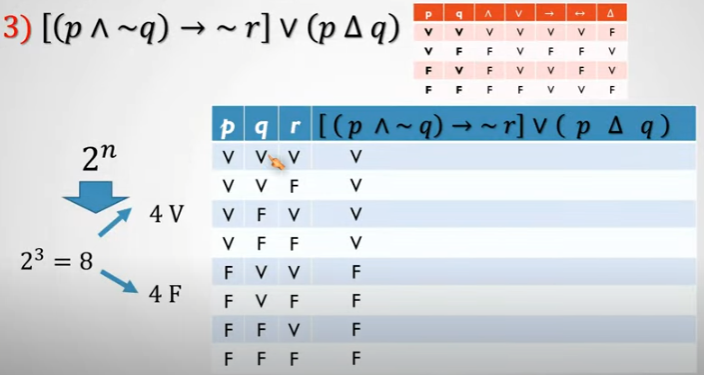 3) [(p ∧ ~q) → ~ r] ∨ (p Δ q)
p q ∧ ∨ → ↔ Δ
V V V V V V F
V F F V F F V
F V F V V F V
F F F F V V F
2ⁿ
2³ = 8
4 V
4 F
p q r [(p ∧ ~ q) → ~ r] ∨ (p Δ q)
V V V V
V V F V
V F V V
V F F V
F V V F
F V F F
F F V F
F F F F